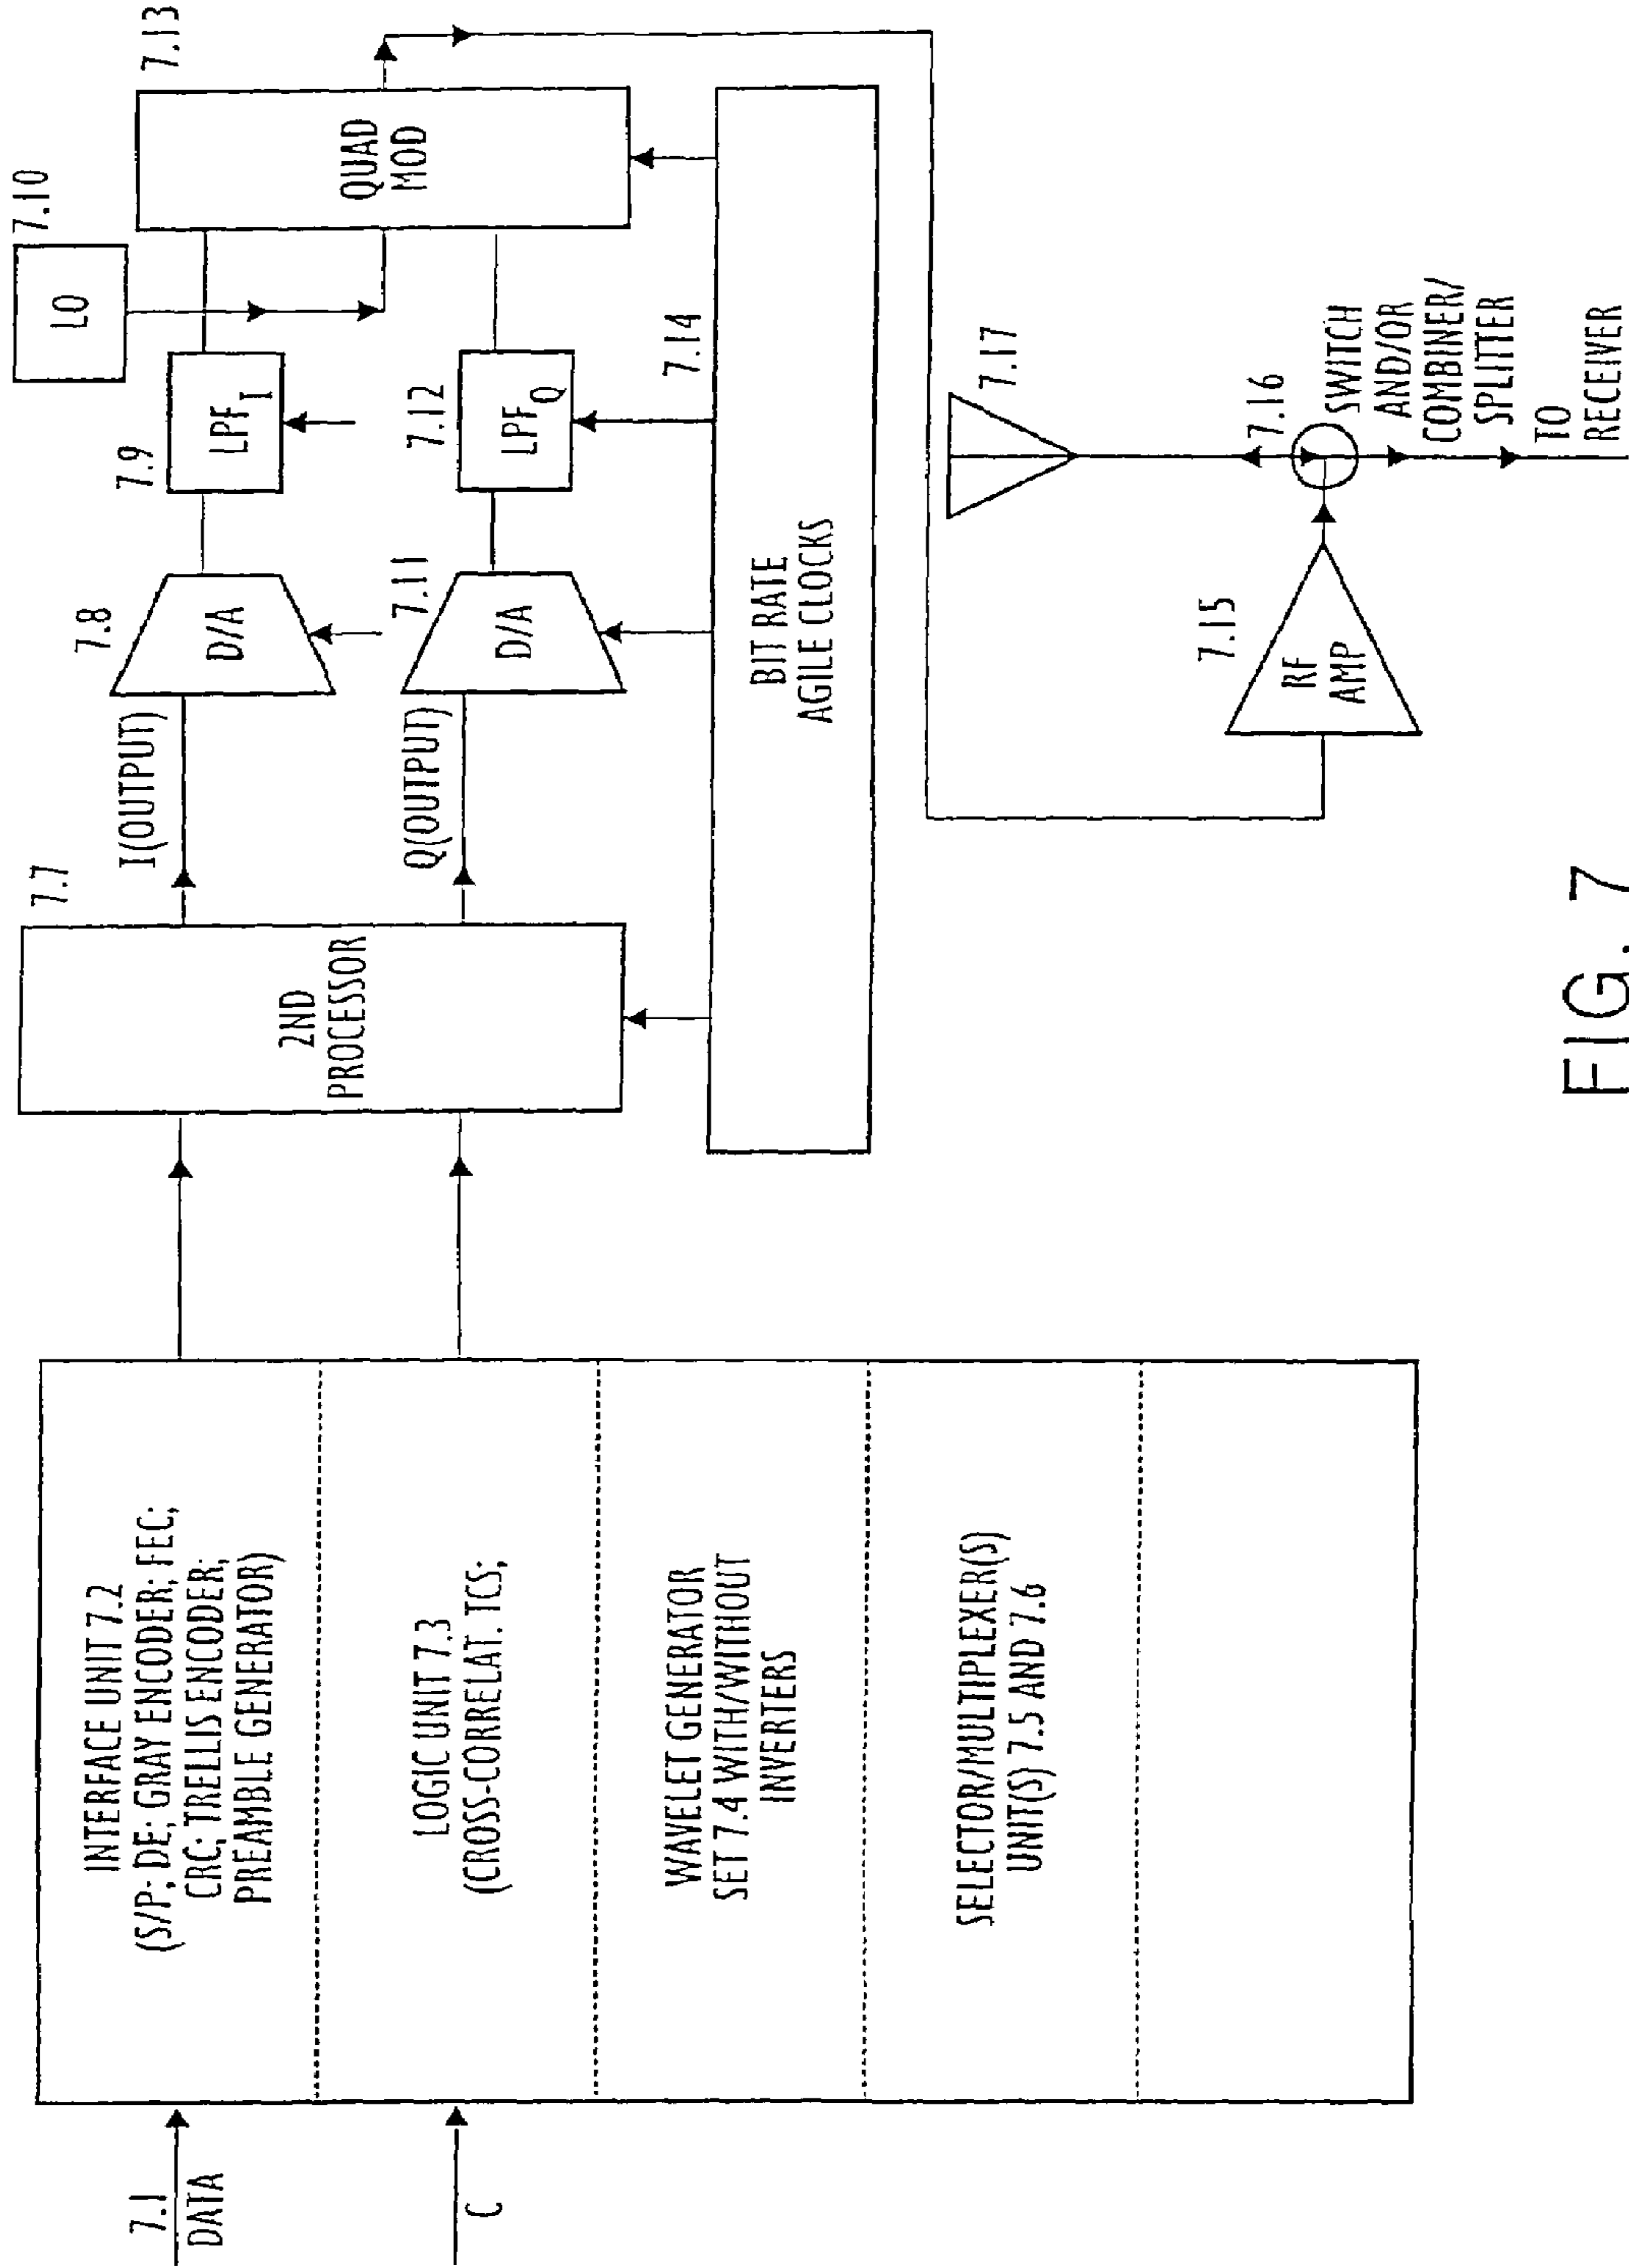 7.1
DATA
C
INTERFACE UNIT 7.2
(S/P; DE; GRAY ENCODER; FEC;
CRC; TRELLIS ENCODER;
PREAMBLE GENERATOR)
LOGIC UNIT 7.3
(CROSS-CORRELAT. TCS;
WAVELET GENERATOR
SET 7.4 WITH/WITHOUT
INVERTERS
SELECTOR/MULTIPLEXER(S)
UNIT(S) 7.5 AND 7.6
7.7
2ND
PROCESSOR
I(OUTPUT)
Q(OUTPUT)
7.8
D/A
7.11
D/A
7.9
LPF I
7.12
LPF Q
7.10
LO
7.13
QUAD
MOD
7.14
BIT RATE
AGILE CLOCKS
7.15
RF
AMP
7.17
7.16
SWITCH
AND/OR
COMBINER/
SPLITTER
TO
RECEIVER
FIG. 7